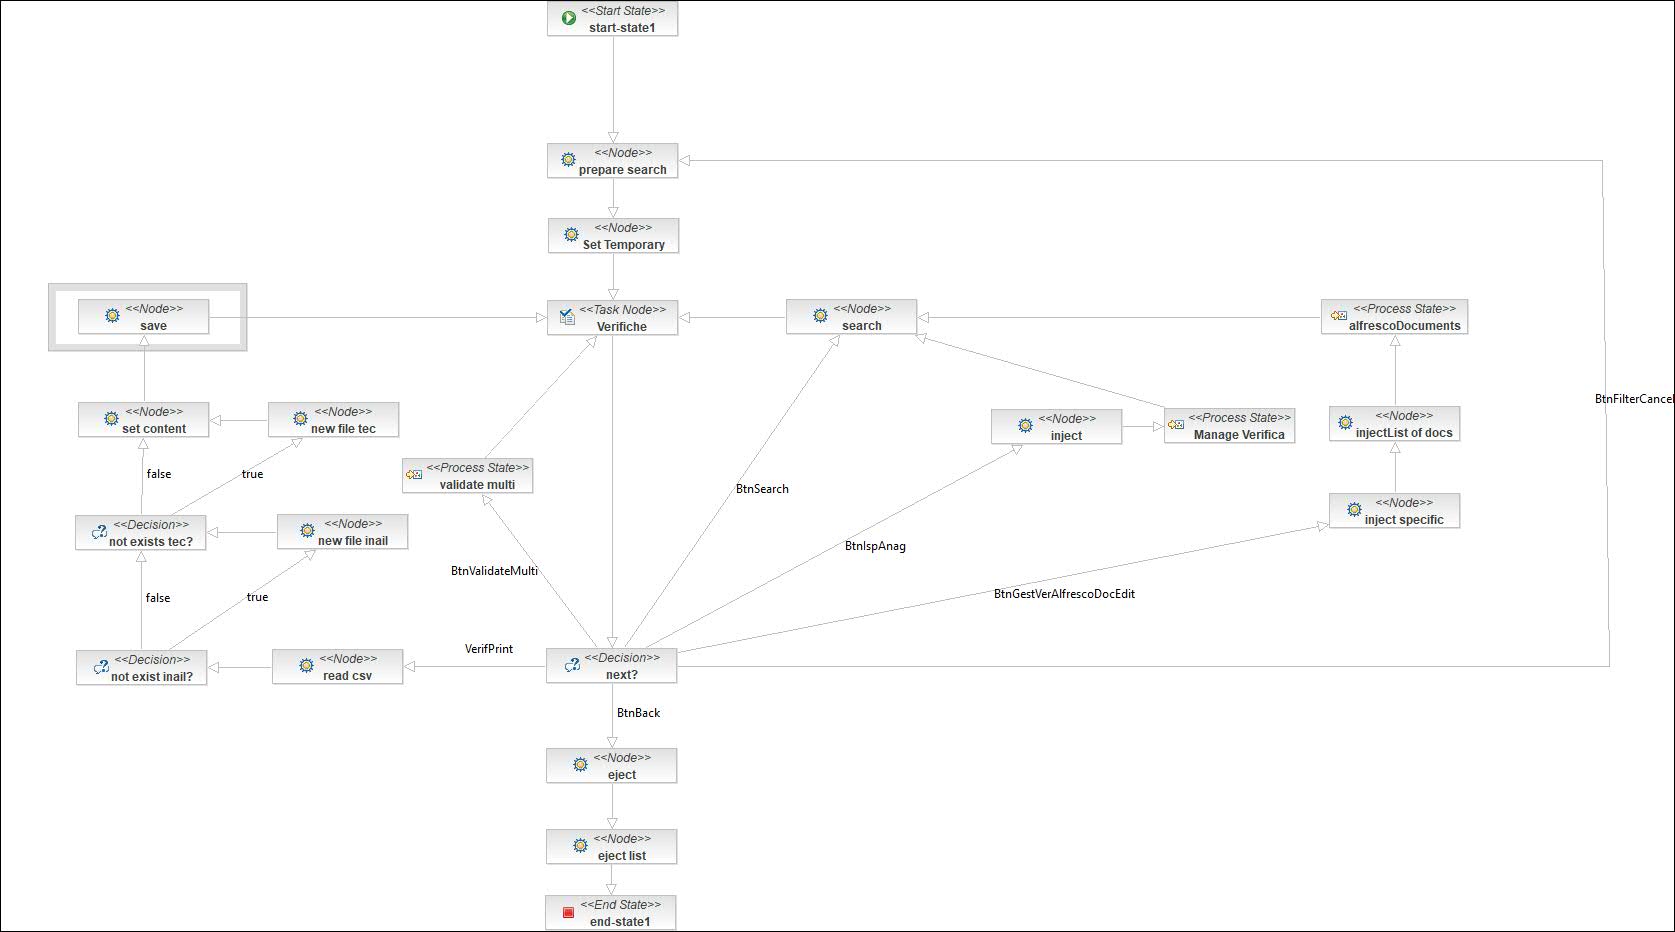 <<Start State>>
start-state1
<<Node>>
prepare search
<<Node>>
Set Temporary
<<Node>>
save
<<Task Node>>
Verifiche
<<Node>>
search
<<Process State>>
alfrescoDocuments
BtnFilterCancel
<<Node>>
set content
<<Node>>
new file tec
<<Node>>
inject
<<Process State>>
Manage Verifica
<<Node>>
injectList of docs
false
true
<<Process State>>
validate multi
BtnSearch
<<Node>>
inject specific
<<Decision>>
not exists tec?
<<Node>>
new file inail
BtnIspAnag
BtnValidateMulti
BtnGestVerAlfrescoDocEdit
false
true
VerifPrint
<<Decision>>
not exist inail?
<<Node>>
read csv
<<Decision>>
next?
BtnBack
<<Node>>
eject
<<Node>>
eject list
<<End State>>
end-state1